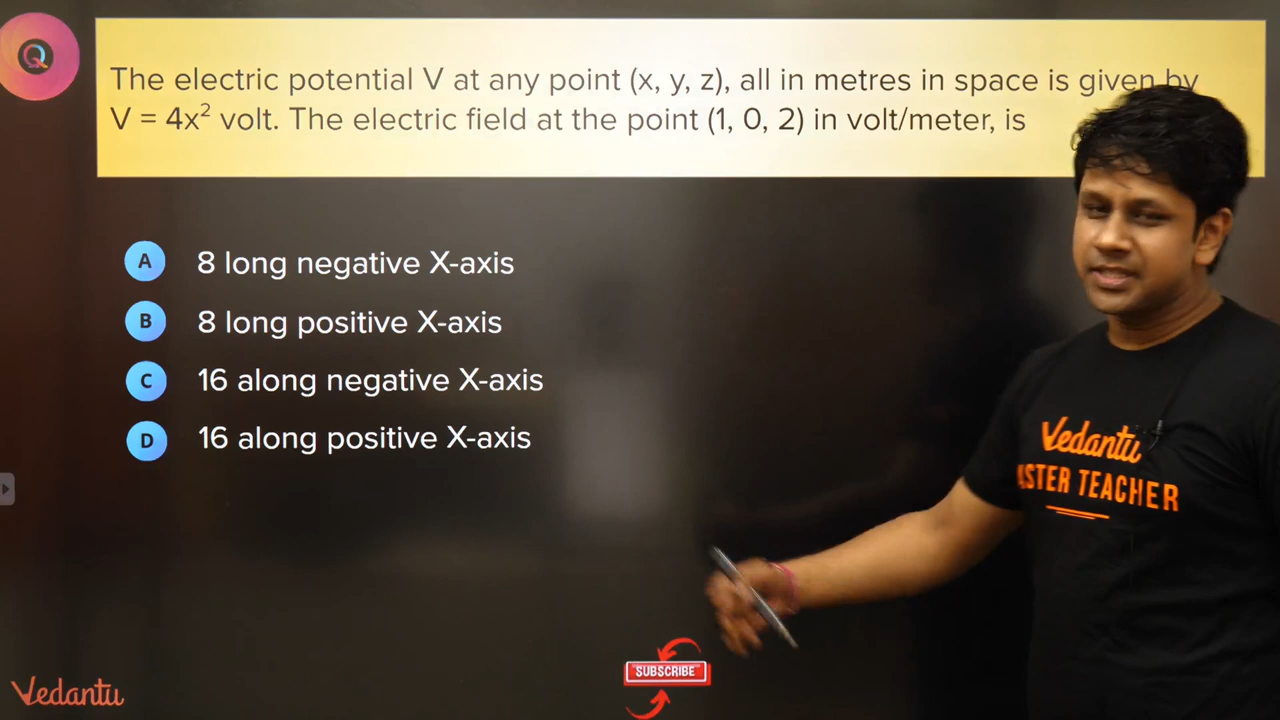 Q
The electric potential V at any point (x, y, z), all in metres in space is given by
V = 4x² volt. The electric field at the point (1, 0, 2) in volt/meter, is
A 8 long negative X-axis
B 8 long positive X-axis
C 16 along negative X-axis
D 16 along positive X-axis
Vedantu
ASTER TEACHER
SUBSCRIBE
Vedantu